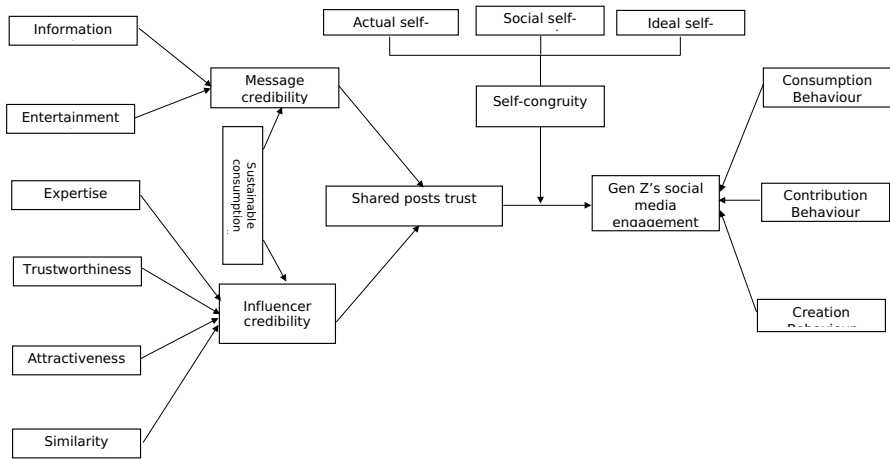 Information
Entertainment
Expertise
Trustworthiness
Attractiveness
Similarity
Message
credibility
Sustainable
consumption
Influencer
credibility
Shared posts trust
Actual self-
Social self-
Ideal self-
Self-congruity
Gen Z’s social
media
engagement
Consumption
Behaviour
Contribution
Behaviour
Creation
Behaviour